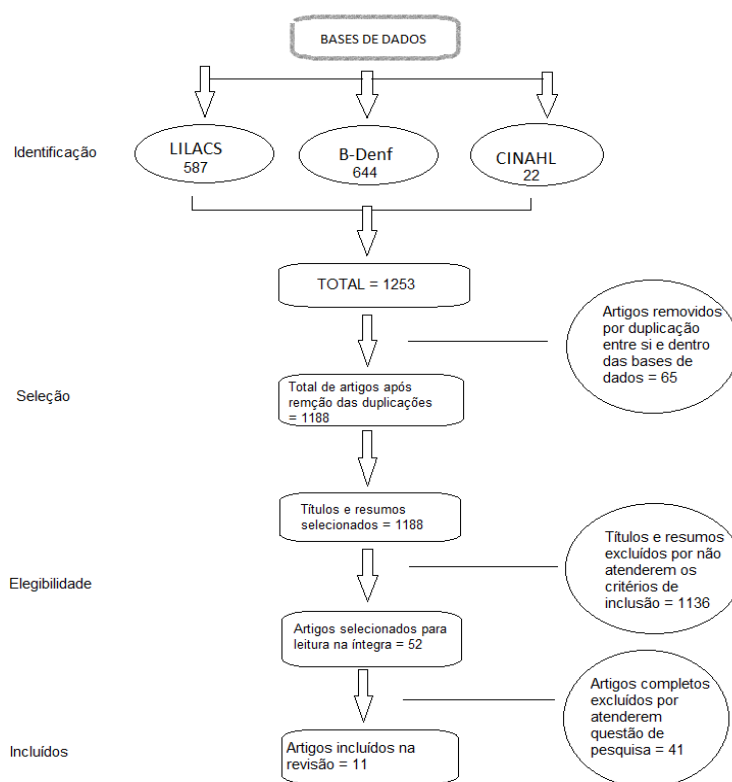 BASES DE DADOS
Identificação
LILACS
587
B-Denf
644
CINAHL
22
TOTAL = 1253
Artigos removidos
por duplicação
entre si e dentro
das bases de
dados = 65
Seleção
Total de artigos após
remção das duplicações
= 1188
Títulos e resumos
selecionados = 1188
Títulos e resumos
excluídos por não
atenderem os
critérios de
inclusão = 1136
Elegibilidade
Artigos selecionados para
leitura na íntegra = 52
Artigos completos
excluídos por
atenderem
questão de
pesquisa = 41
Incluídos
Artigos incluídos na
revisão = 11